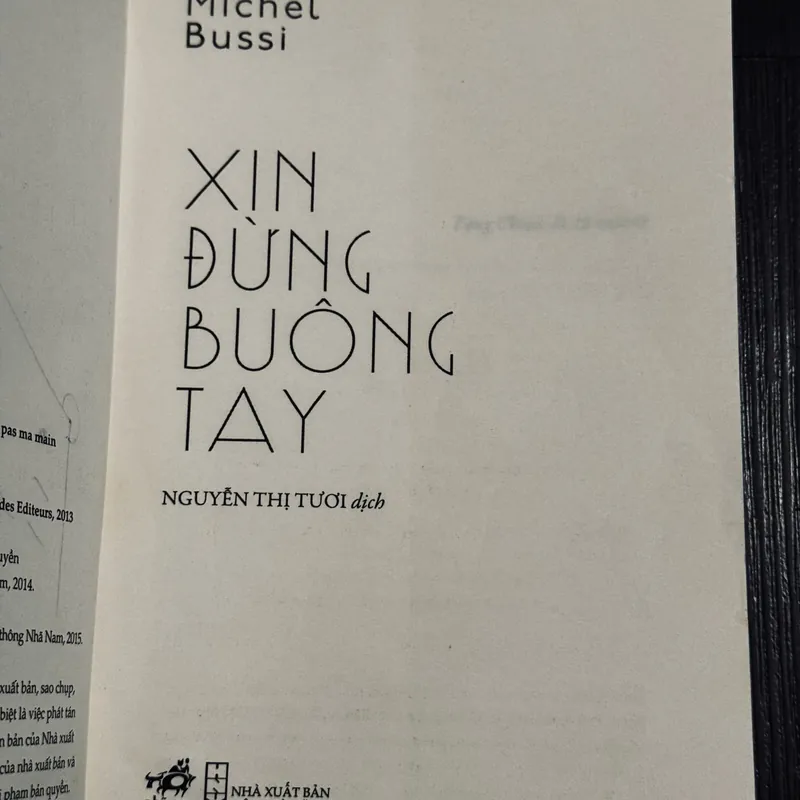 pas ma main
des Editeurs, 2013
uyền
m, 2014.
thông Nhã Nam, 2015.
xuất bản, sao chụp,
biệt là việc phát tán
n bản của Nhà xuất
của nhà xuất bản và
i phạm bản quyền.
Michel
Bussi
XIN
ĐỪNG
BUÔNG
TAY
NGUYỄN THỊ TƯƠI dịch
NHÀ XUẤT BẢN